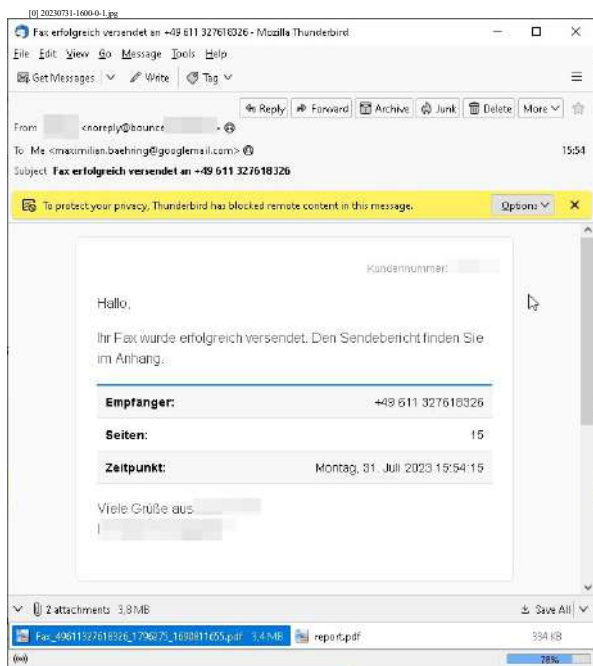 [0] 20230731-1600-0-1.jpg
Fax erfolgreich versendet an +49 611 327618326 - Mozilla Thunderbird
File Edit View Go Message Tools Help
Get Messages Write Tag
Reply Forward Archive Junk Delete More
From <noreply@bounce
To Me <maximilian.baehring@googlemail.com> 15:54
Subject Fax erfolgreich versendet an +49 611 327618326
To protect your privacy, Thunderbird has blocked remote content in this message. Options
Kundennummer:
Hallo,
Ihr Fax wurde erfolgreich versendet. Den Sendebericht finden Sie
im Anhang.
Empfänger: +49 611 327618326
Seiten: 15
Zeitpunkt: Montag, 31. Juli 2023 15:54:15
Viele Grüße aus
2 attachments 3,8 MB Save All
Fax_49611327618326_1796275_1690811655.pdf 3,4 MB report.pdf 334 KB
78%